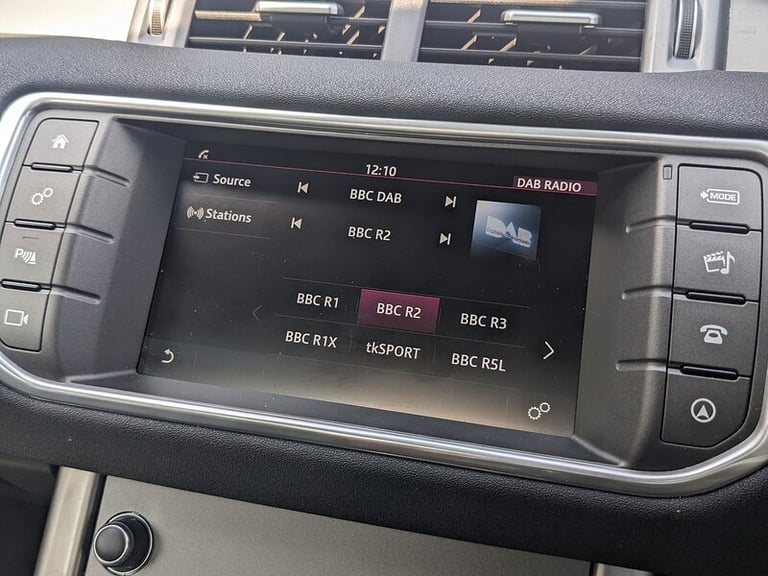 12:10
DAB RADIO
Source
BBC DAB
Stations
BBC R2
DAB
BBC R1
BBC R2
BBC R3
BBC R1X
tkSPORT
BBC R5L
MODE
P